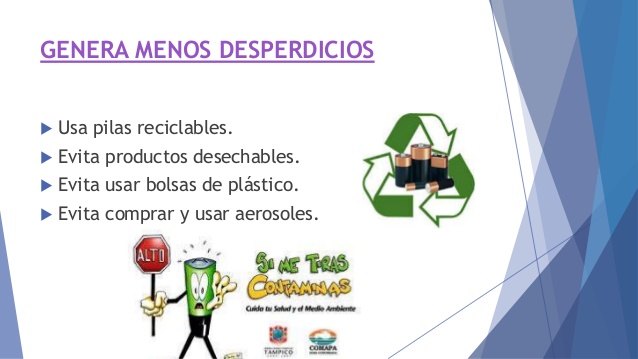 GENERA MENOS DESPERDICIOS
Usa pilas reciclables.
Evita productos desechables.
Evita usar bolsas de plástico.
Evita comprar y usar aerosoles.
ALTO
SI ME TIRAS
CONTAMINAS
Cuida tu Salud y el Medio Ambiente
TAMPICO
COMAPA